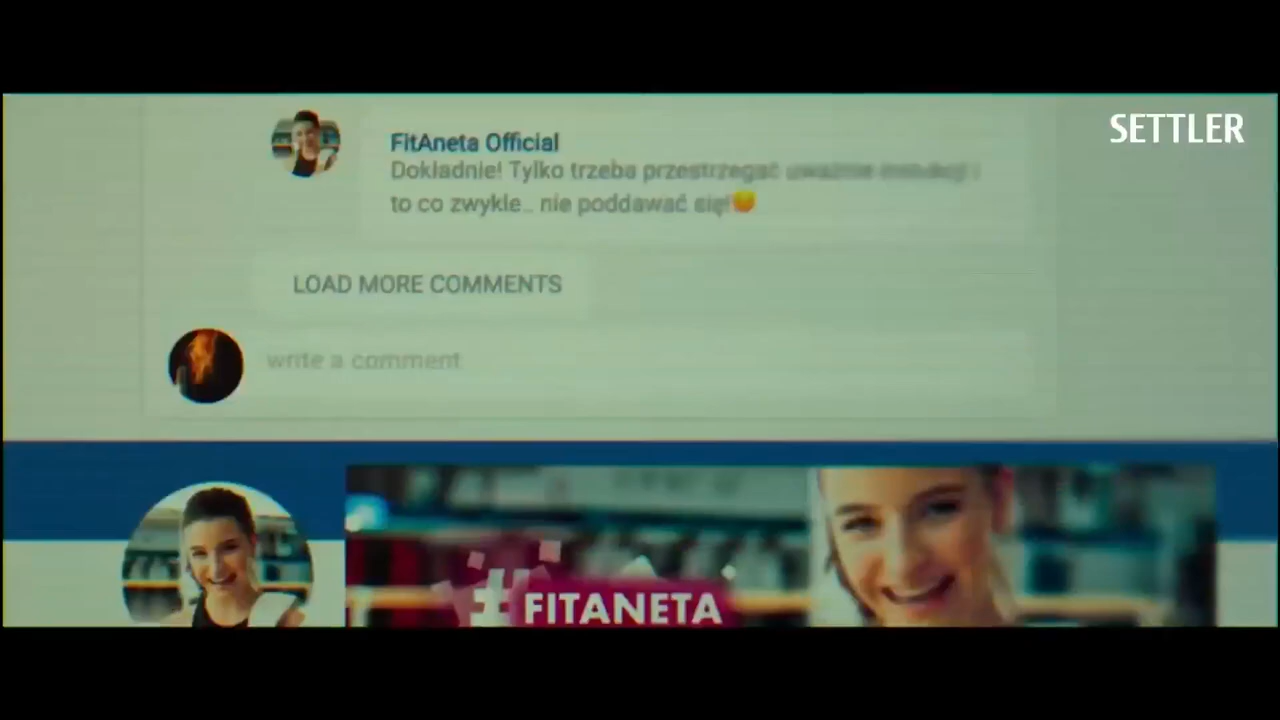 SETTLER
FitAneta Official
Dokładnie! Tylko trzeba przestrzegać
to co zwykle.. nie poddawać się!
LOAD MORE COMMENTS
write a comment
#FITANETA